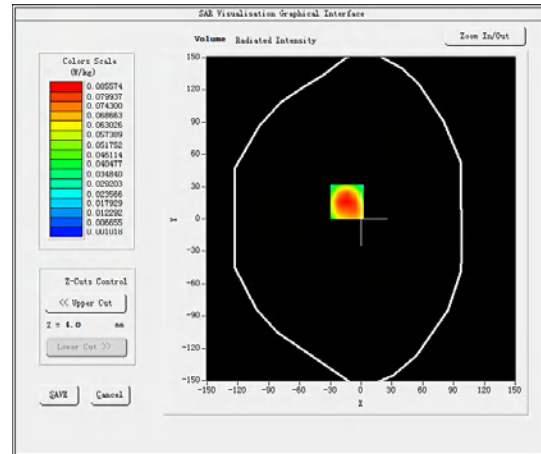 SAR Visualisation Graphical Interface
Volume Radiated Intensity
Zoom In/Out
Colors Scale
(W/kg)
0.085574
0.079937
0.074300
0.068663
0.063026
0.057389
0.051752
0.046114
0.040477
0.034840
0.029203
0.023566
0.017929
0.012292
0.006655
0.001018
Z-Cuts Control
<< Upper Cut
Z = 4.0 mm
Lower Cut >>
SAVE Cancel
150
120
90
60
30
0
-30
-60
-90
-120
-150
Y
-150 -120 -90 -60 -30 0 30 60 90 120 150
X